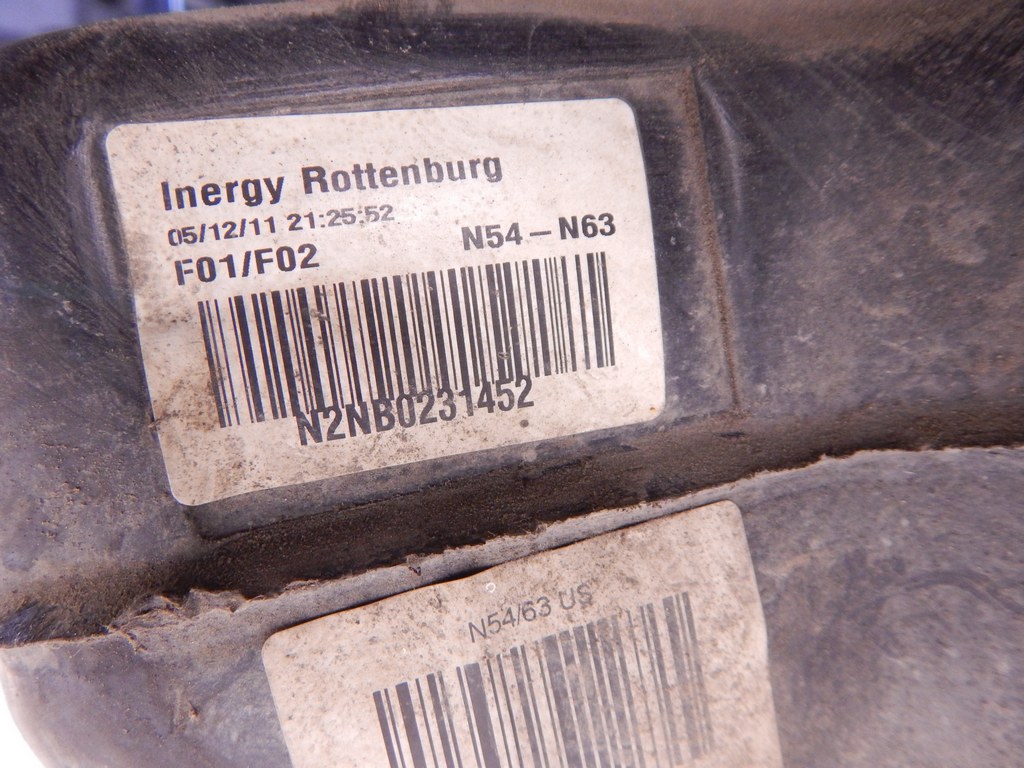 Inergy Rottenburg
05/12/11 21:25:52
F01/F02 N54 – N63
N2NB0231452
N54/63 US